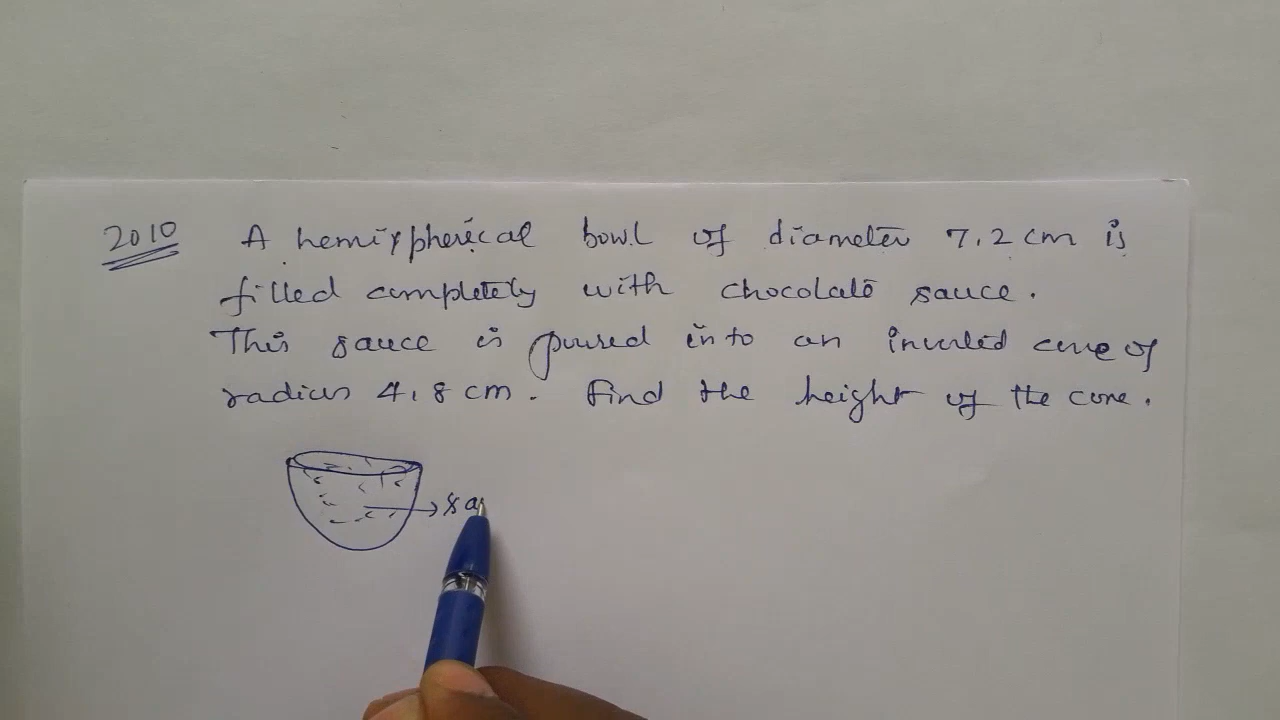 2010 A hemispherical bowl of diameter 7.2 cm is
filled completely with chocolate sauce.
This sauce is poured into an inverted cone of
radius 4.8 cm. Find the height of the cone.
sa